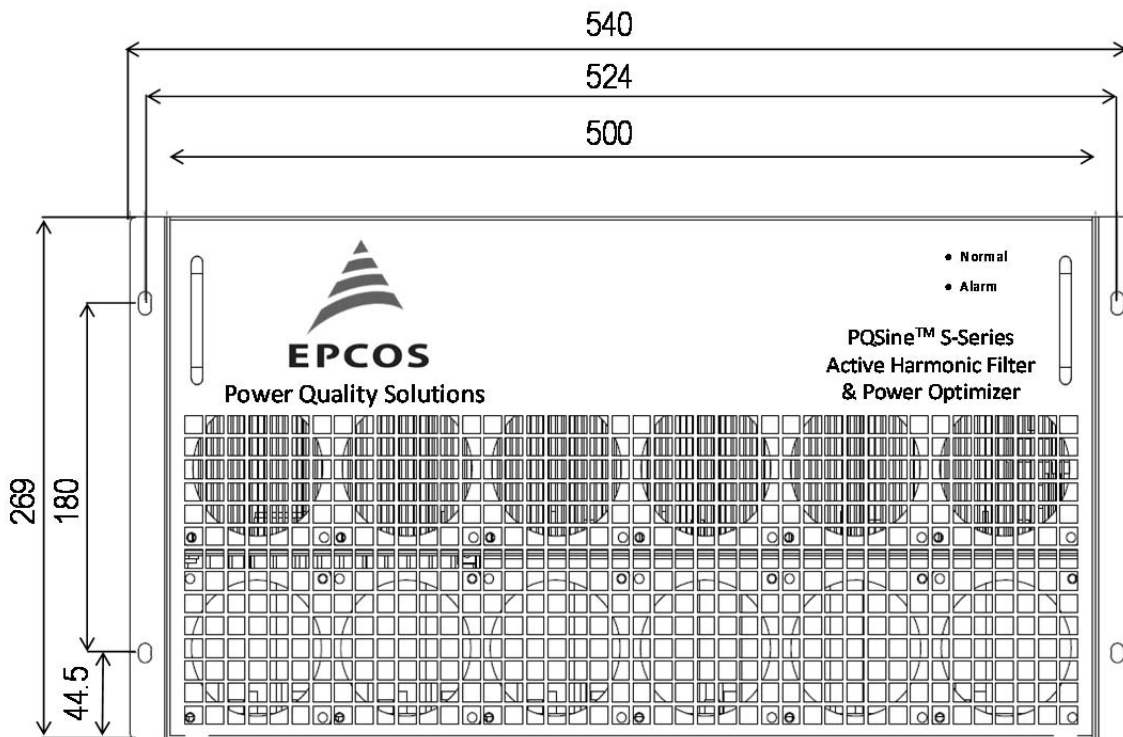 540
524
500
Normal
Alarm
EPCOS
Power Quality Solutions
PQSine™ S-Series
Active Harmonic Filter
& Power Optimizer
269
180
44.5